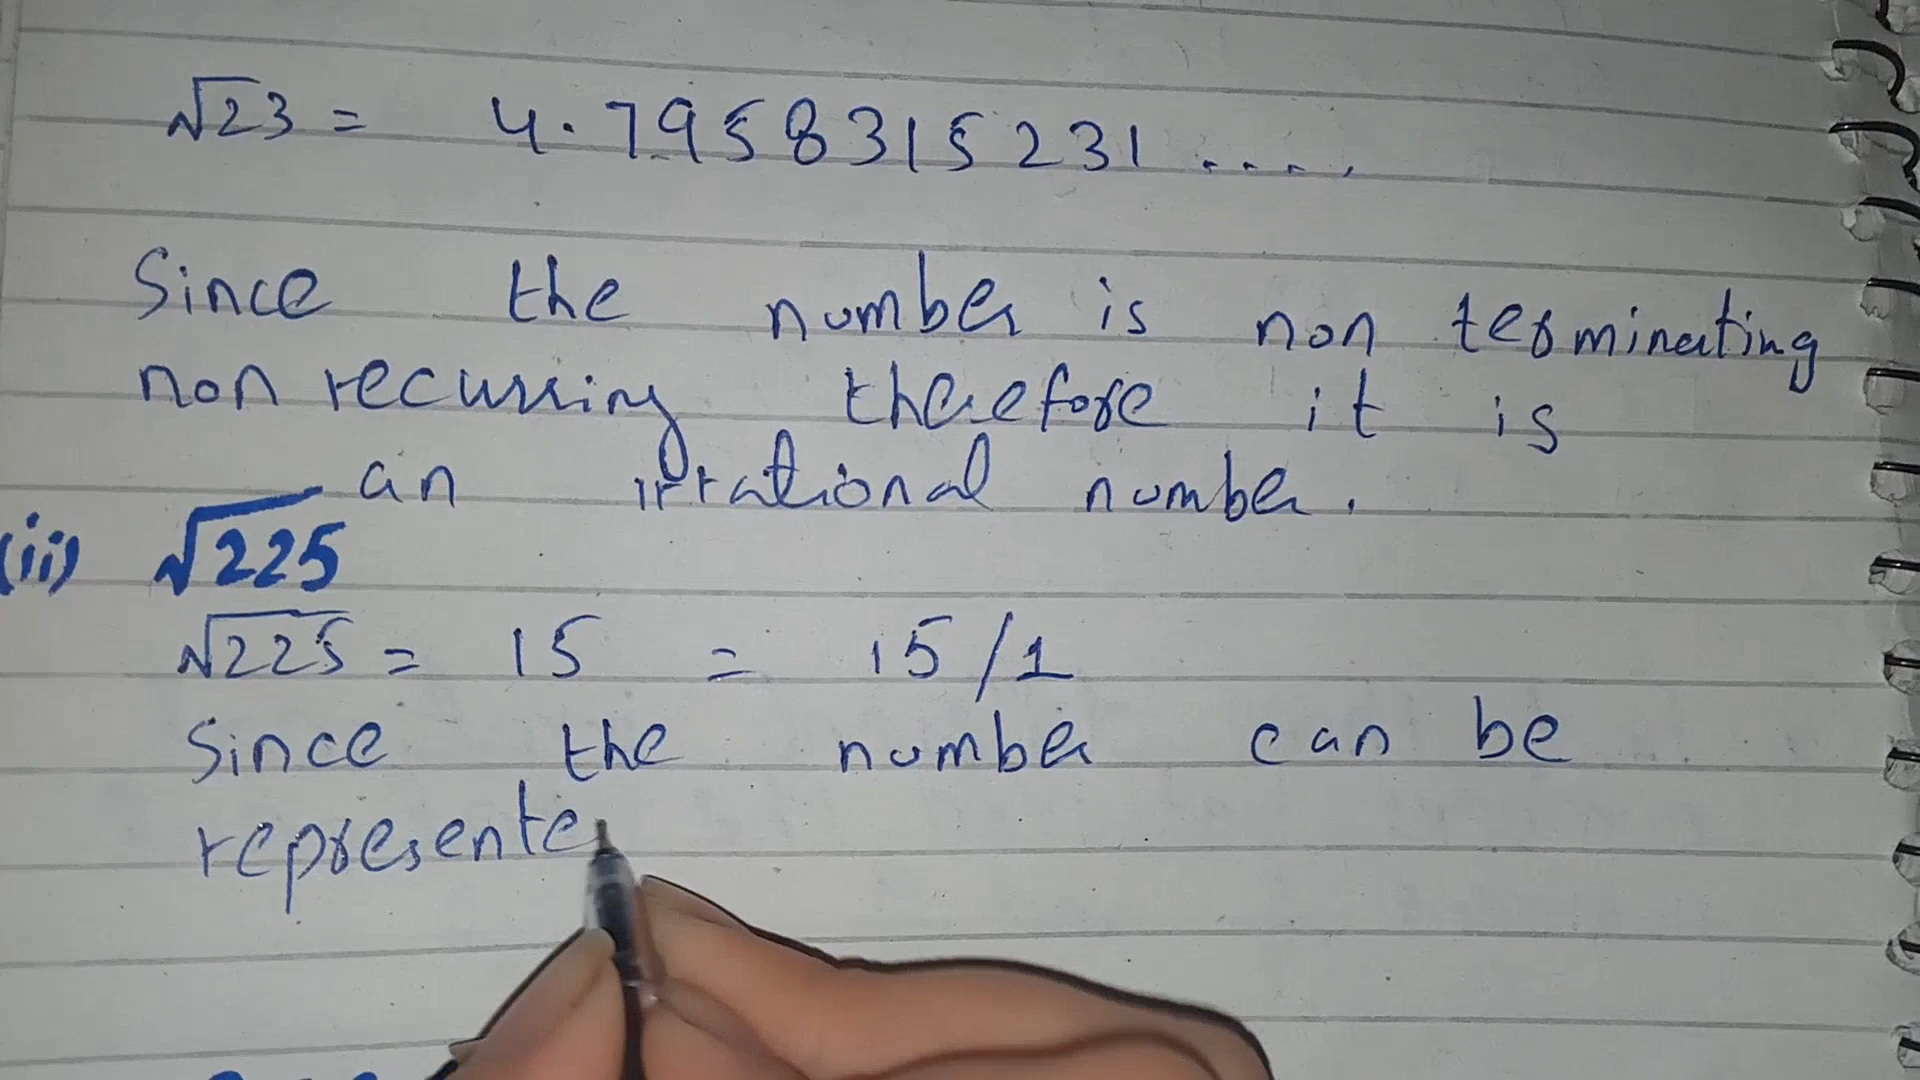 √23 = 4.7958315231.....
Since the number is non terminating
non recurring therefore it is
an irrational number.
(ii) √225
√225 = 15 = 15/1
Since the number can be
represente